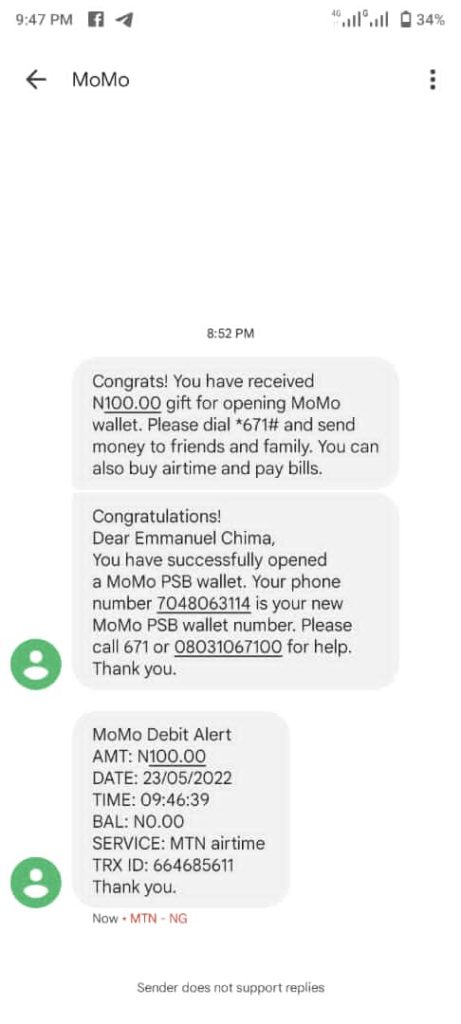 9:47 PM
4G G 34%
MoMo
8:52 PM
Congrats! You have received
N100.00 gift for opening MoMo
wallet. Please dial *671# and send
money to friends and family. You can
also buy airtime and pay bills.
Congratulations!
Dear Emmanuel Chima,
You have successfully opened
a MoMo PSB wallet. Your phone
number 7048063114 is your new
MoMo PSB wallet number. Please
call 671 or 08031067100 for help.
Thank you.
MoMo Debit Alert
AMT: N100.00
DATE: 23/05/2022
TIME: 09:46:39
BAL: N0.00
SERVICE: MTN airtime
TRX ID: 664685611
Thank you.
Now • MTN - NG
Sender does not support replies